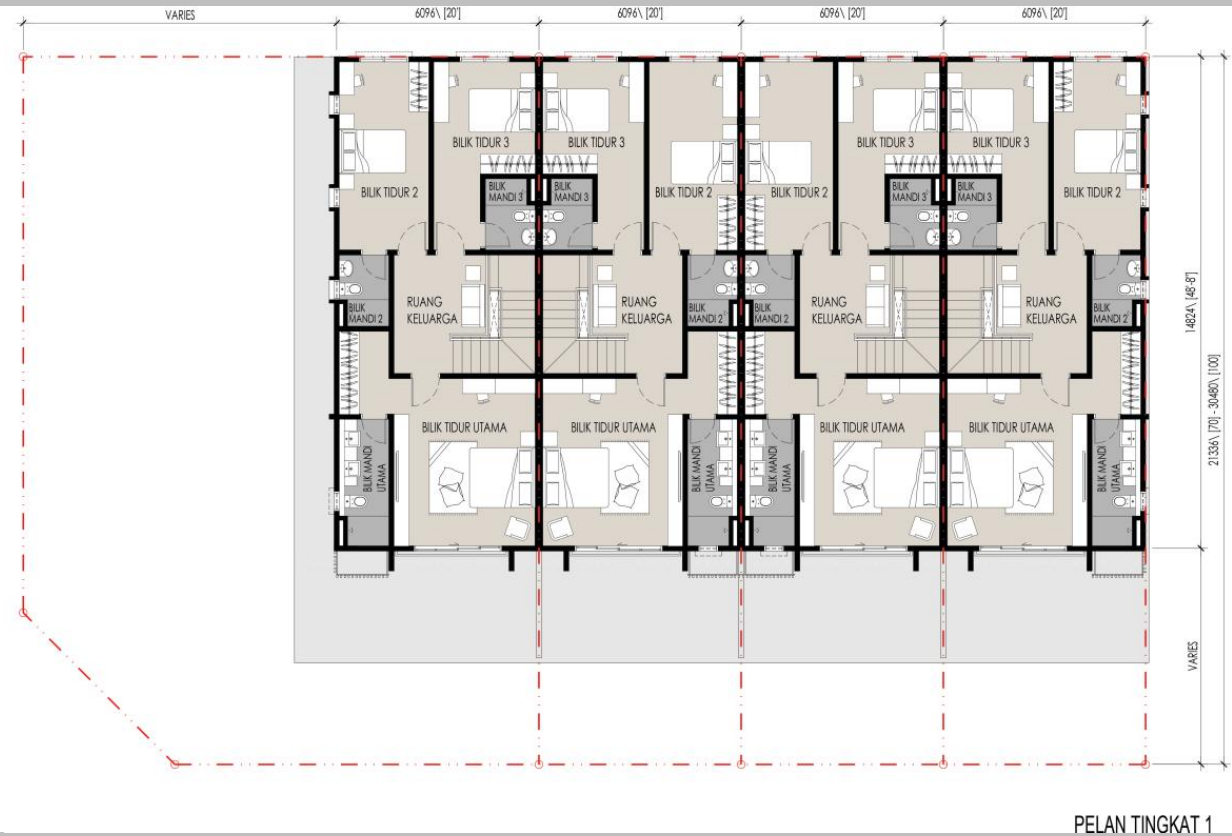 VARIES
6096\ [20']
6096\ [20']
6096\ [20']
6096\ [20']
BILIK TIDUR 3
BILIK TIDUR 3
BILIK TIDUR 3
BILIK TIDUR 3
BILIK TIDUR 2
BILIK
MANDI 3
BILIK
MANDI 3
BILIK TIDUR 2
BILIK TIDUR 2
BILIK
MANDI 3
BILIK
MANDI 3
BILIK TIDUR 2
BILIK
MANDI 2
RUANG
KELUARGA
RUANG
KELUARGA
BILIK
MANDI 2
BILIK
MANDI 2
RUANG
KELUARGA
RUANG
KELUARGA
BILIK
MANDI 2
14824\ [48'-8"]
21336\ [70'] - 30480\ [100']
BILIK TIDUR UTAMA
BILIK TIDUR UTAMA
BILIK TIDUR UTAMA
BILIK TIDUR UTAMA
BILIK MANDI
UTAMA
BILIK MANDI
UTAMA
BILIK MANDI
UTAMA
BILIK MANDI
UTAMA
VARIES
PELAN TINGKAT 1